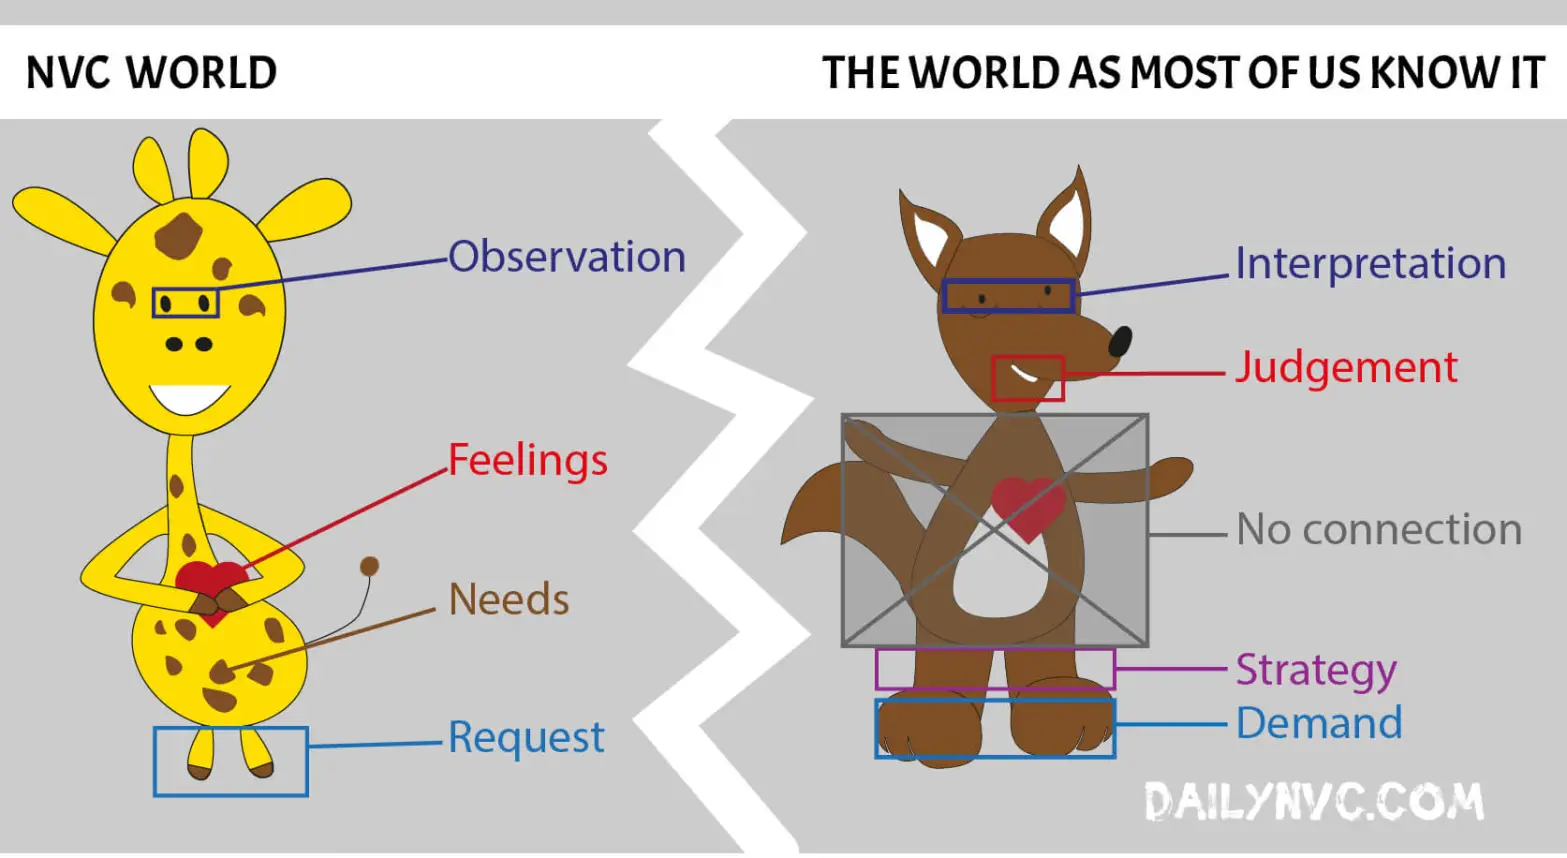 NVC WORLD
THE WORLD AS MOST OF US KNOW IT
Observation
Feelings
Needs
Request
Interpretation
Judgement
No connection
Strategy
Demand
DAILYNVC.COM